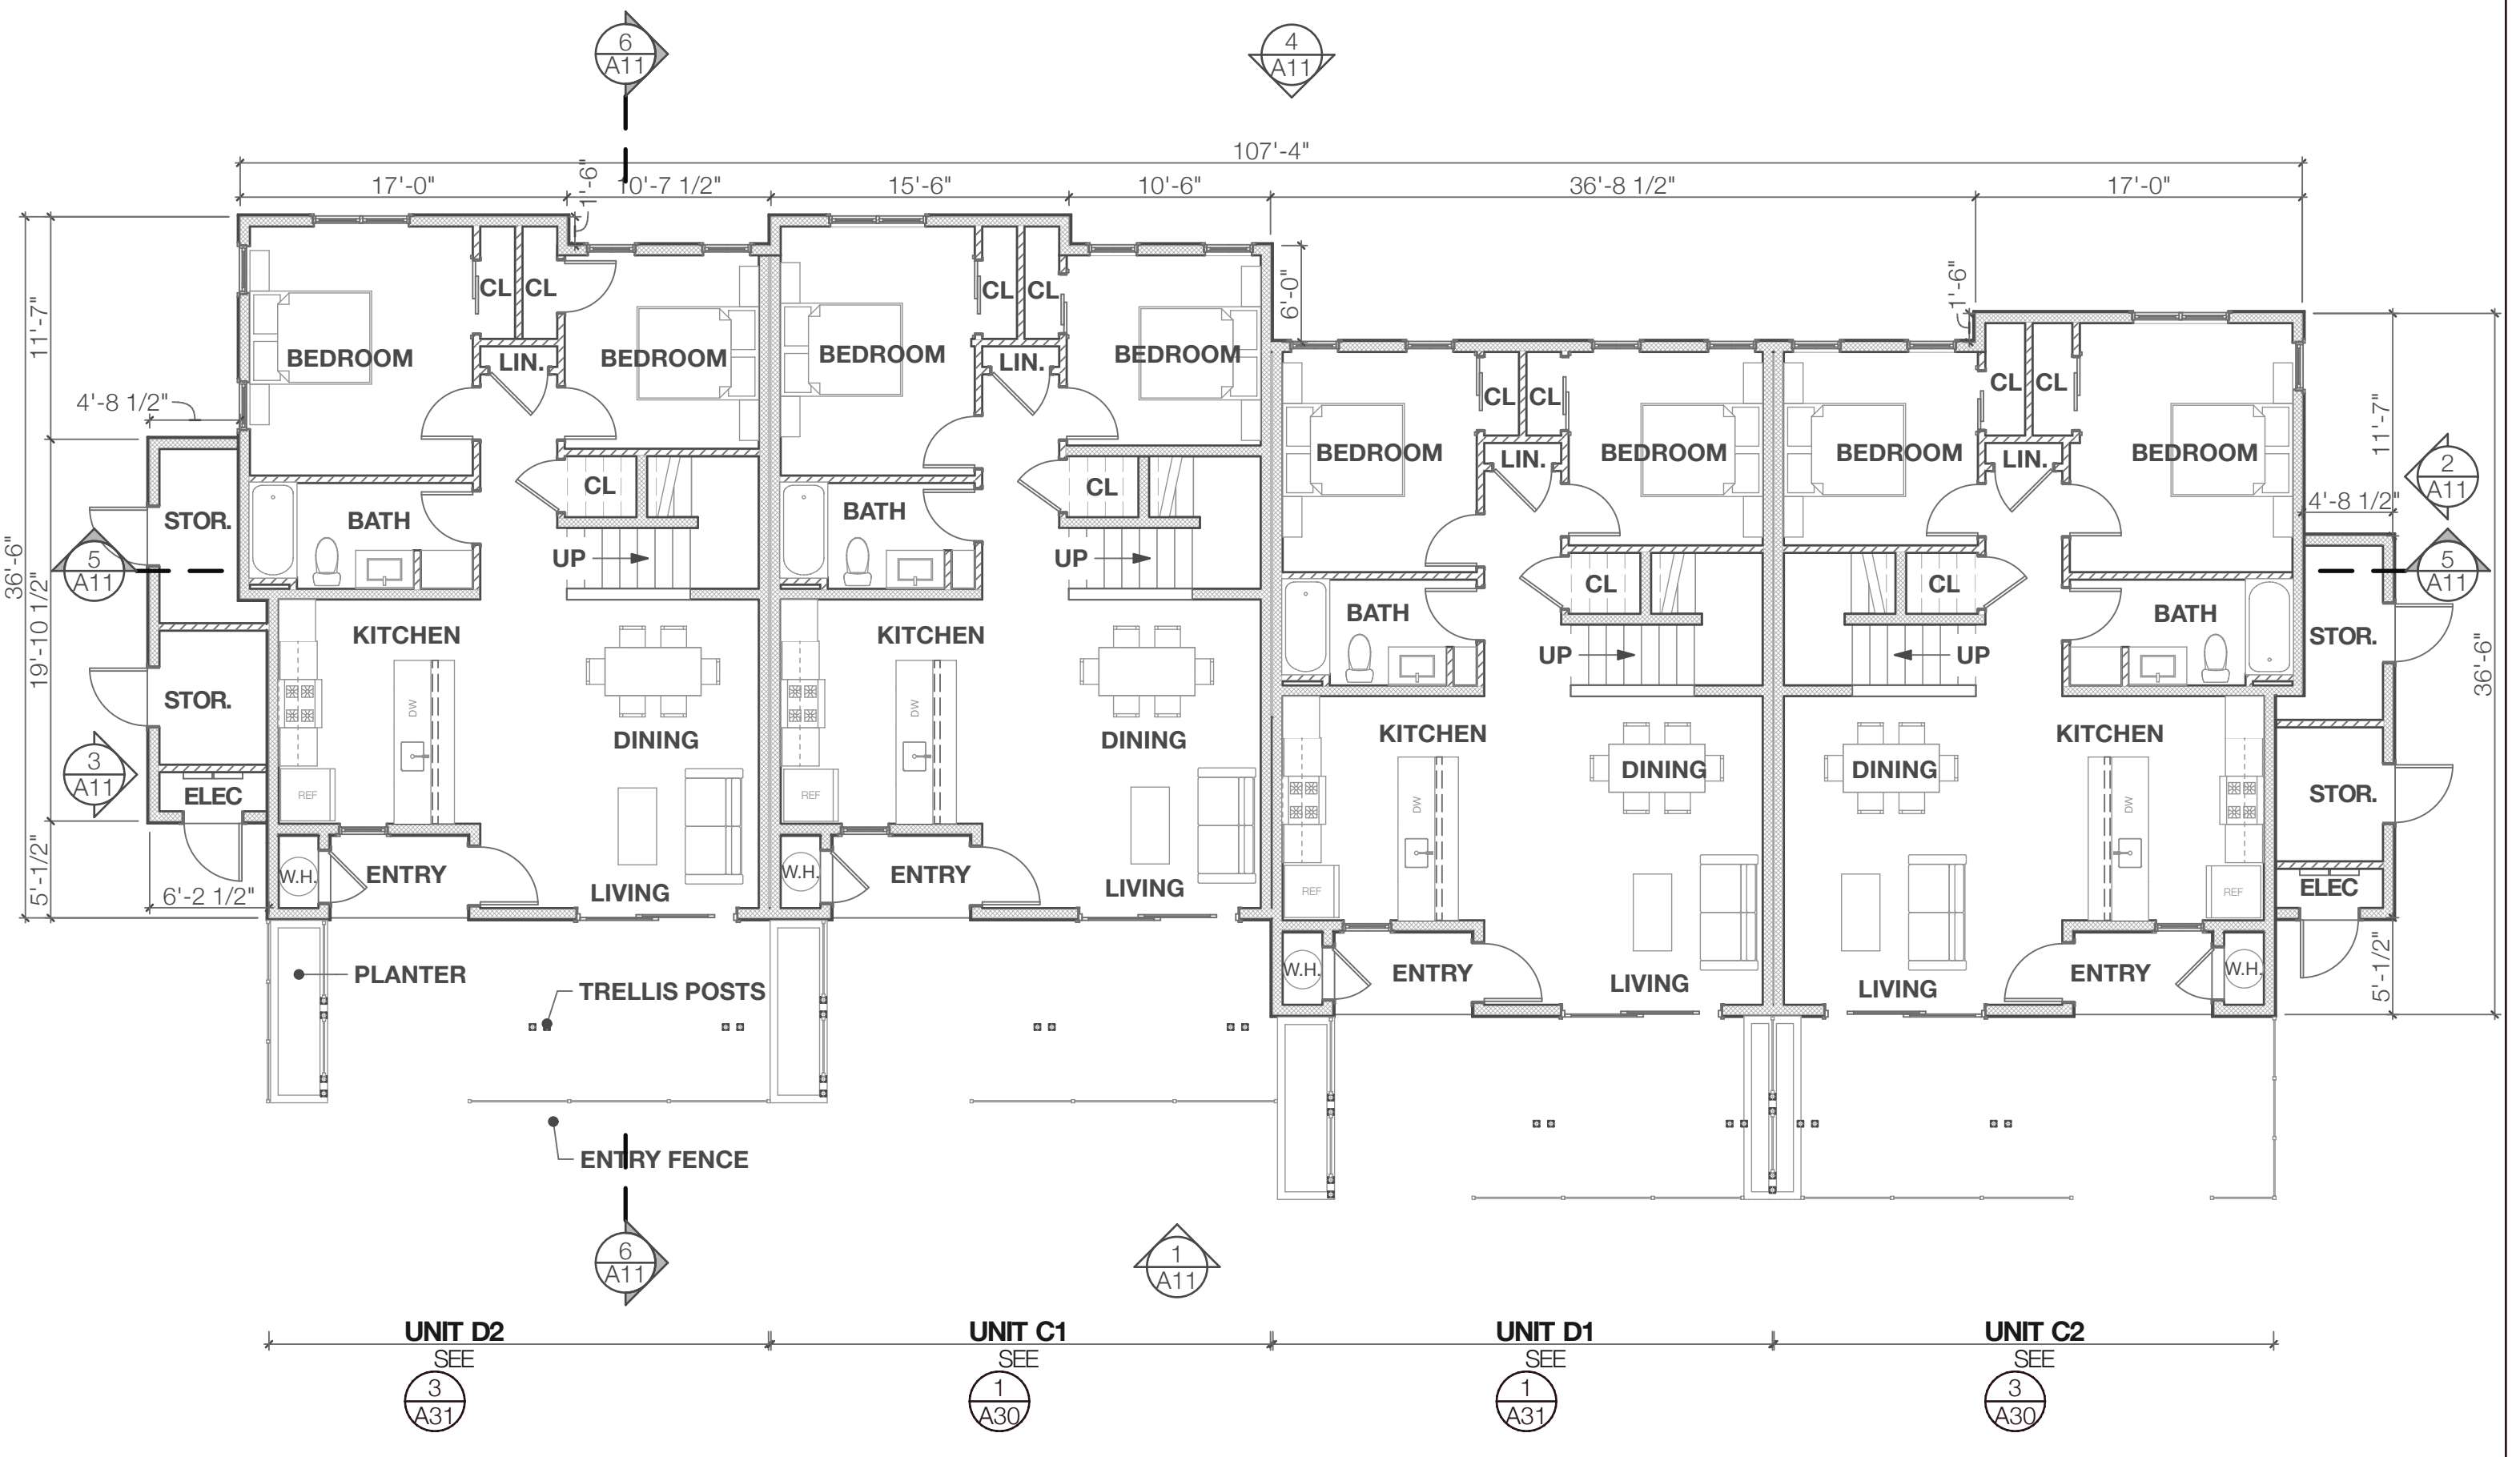 6
A11
4
A11
107'-4"
17'-0"
1'-6"
10'-7 1/2"
15'-6"
10'-6"
36'-8 1/2"
17'-0"
11'-7"
4'-8 1/2"
36'-6"
19'-10 1/2"
5'-1/2"
6'-2 1/2"
6'-0"
1'-6"
11'-7"
4'-8 1/2"
36'-6"
5'-1/2"
5
A11
3
A11
2
A11
5
A11
STOR.
STOR.
ELEC
BEDROOM
CL
CL
LIN.
BEDROOM
BATH
CL
UP
KITCHEN
DW
REF
DINING
W.H.
ENTRY
LIVING
BEDROOM
CL
CL
LIN.
BEDROOM
BATH
CL
UP
KITCHEN
DW
REF
DINING
W.H.
ENTRY
LIVING
BEDROOM
CL
CL
LIN.
BEDROOM
BATH
CL
UP
KITCHEN
DW
REF
DINING
W.H.
ENTRY
LIVING
BEDROOM
CL
CL
LIN.
BEDROOM
CL
UP
BATH
KITCHEN
DINING
DW
REF
LIVING
ENTRY
W.H.
STOR.
STOR.
ELEC
PLANTER
TRELLIS POSTS
ENTRY FENCE
6
A11
1
A11
UNIT D2
SEE
3
A31
UNIT C1
SEE
1
A30
UNIT D1
SEE
1
A31
UNIT C2
SEE
3
A30